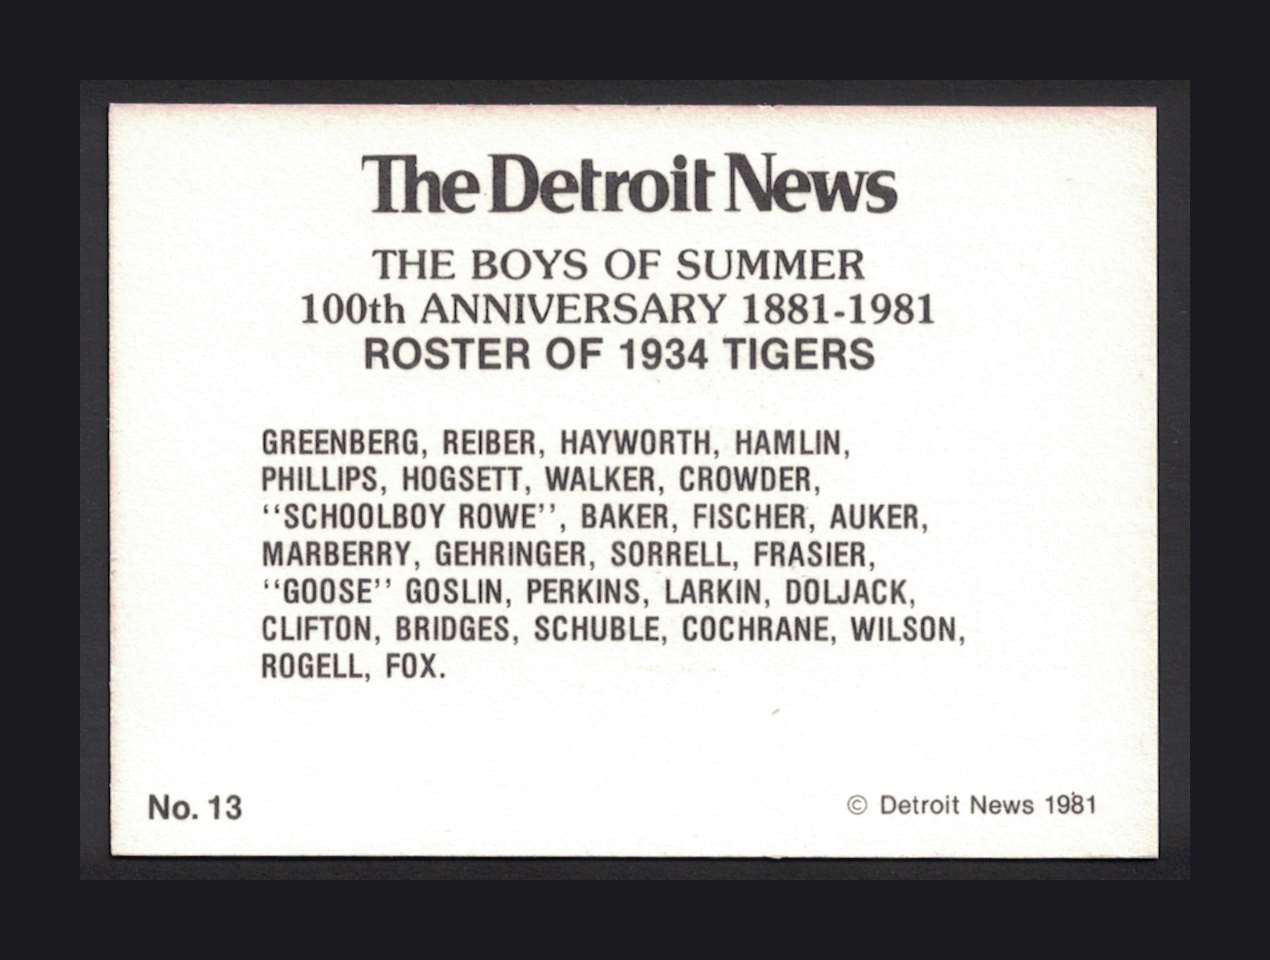 The Detroit News
THE BOYS OF SUMMER
100th ANNIVERSARY 1881-1981
ROSTER OF 1934 TIGERS
GREENBERG, REIBER, HAYWORTH, HAMLIN,
PHILLIPS, HOGSETT, WALKER, CROWDER,
‘‘SCHOOLBOY ROWE’’, BAKER, FISCHER, AUKER,
MARBERRY, GEHRINGER, SORRELL, FRASIER,
‘‘GOOSE’’ GOSLIN, PERKINS, LARKIN, DOLJACK,
CLIFTON, BRIDGES, SCHUBLE, COCHRANE, WILSON,
ROGELL, FOX.
No. 13
© Detroit News 1981